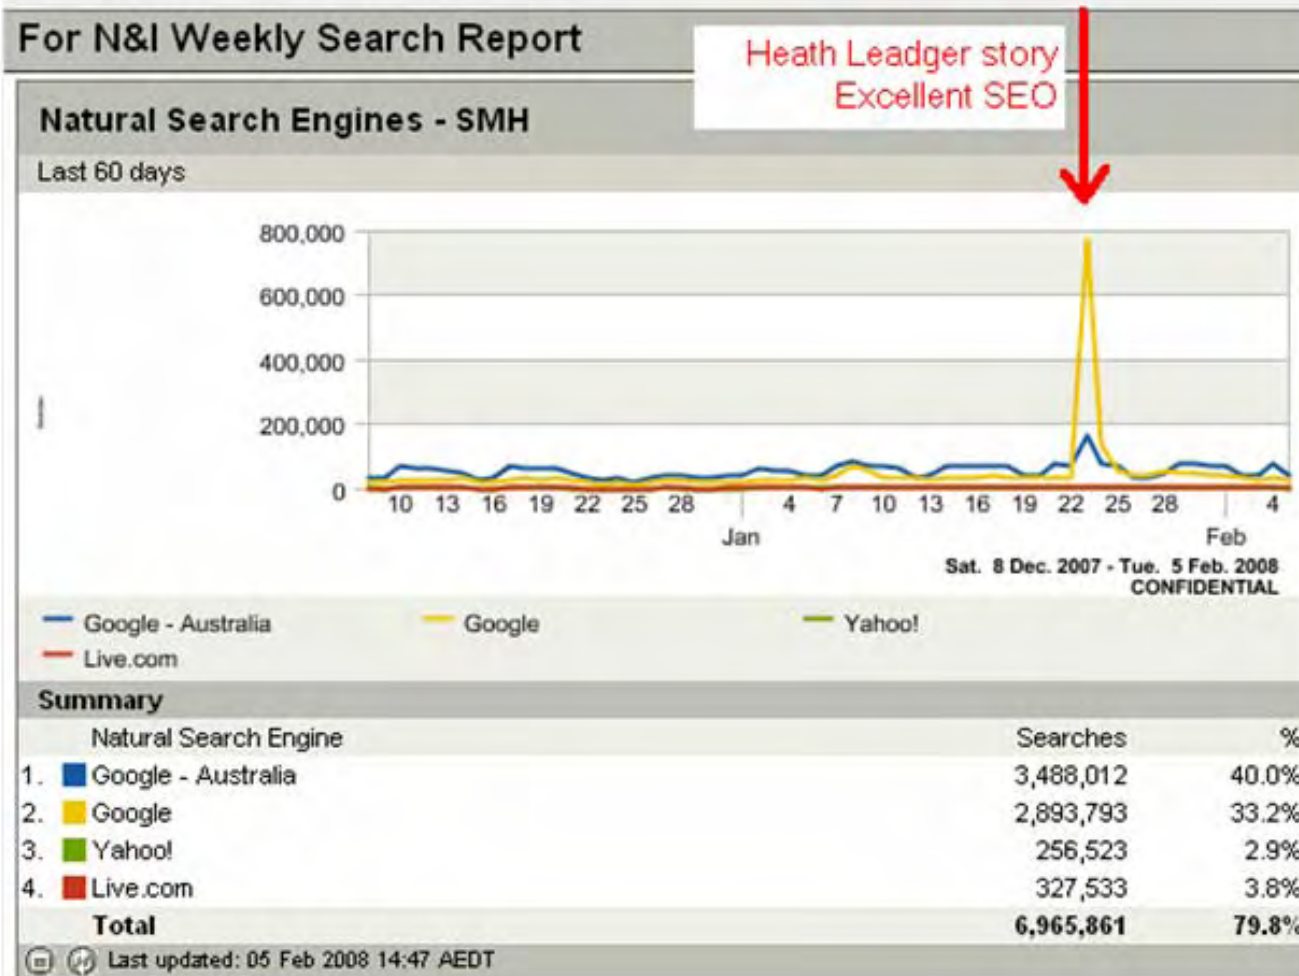 For N&I Weekly Search Report
Heath Leadger story
Excellent SEO
Natural Search Engines - SMH
Last 60 days
800,000
600,000
400,000
200,000
0
10 13 16 19 22 25 28 4 7 10 13 16 19 22 25 28 4
Jan Feb
Sat. 8 Dec. 2007 - Tue. 5 Feb. 2008
CONFIDENTIAL
Google - Australia Google Yahoo!
Live.com
Summary
Natural Search Engine Searches %
1. Google - Australia 3,488,012 40.0%
2. Google 2,893,793 33.2%
3. Yahoo! 256,523 2.9%
4. Live.com 327,533 3.8%
Total 6,965,861 79.8%
Last updated: 05 Feb 2008 14:47 AEDT